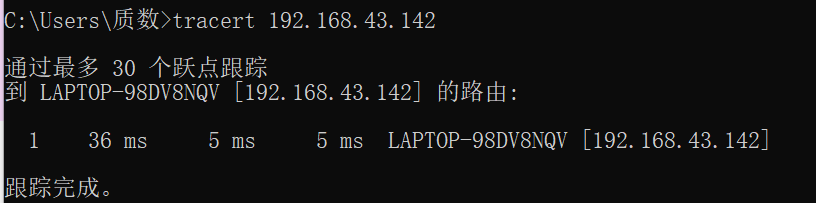 C:\Users\质数>tracert 192.168.43.142
通过最多 30 个跃点跟踪
到 LAPTOP-98DV8NQV [192.168.43.142] 的路由:
1 36 ms 5 ms 5 ms LAPTOP-98DV8NQV [192.168.43.142]
跟踪完成。